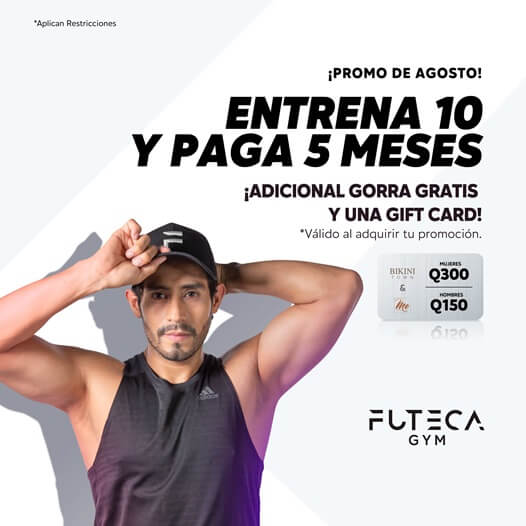 *Aplican Restricciones
¡PROMO DE AGOSTO!
ENTRENA 10
Y PAGA 5 MESES
¡ADICIONAL GORRA GRATIS
Y UNA GIFT CARD!
*Válido al adquirir tu promoción.
BIKINI
TOWN
&
Me
MUJERES
Q300
HOMBRES
Q150
adidas
FUTECA
GYM